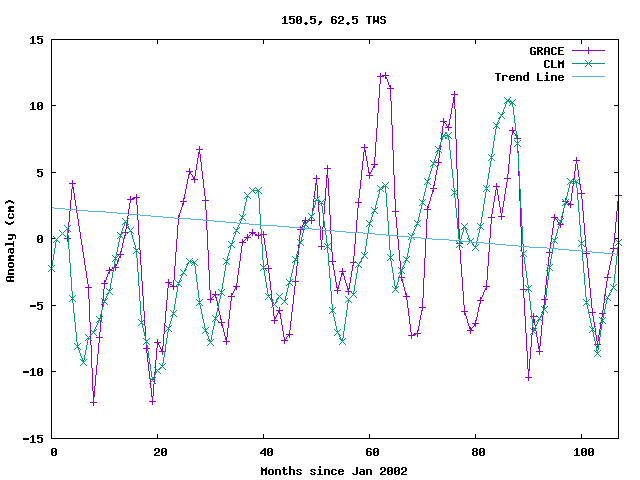 150.5, 62.5 TWS
GRACE
CLM
Trend Line
Anomaly (cm)
15
10
5
0
-5
-10
-15
0 20 40 60 80 100
Months since Jan 2002